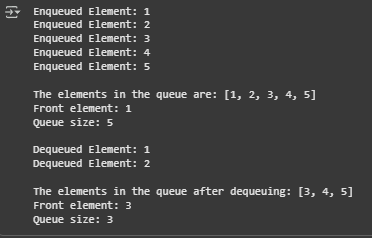 Enqueued Element: 1
Enqueued Element: 2
Enqueued Element: 3
Enqueued Element: 4
Enqueued Element: 5
The elements in the queue are: [1, 2, 3, 4, 5]
Front element: 1
Queue size: 5
Dequeued Element: 1
Dequeued Element: 2
The elements in the queue after dequeuing: [3, 4, 5]
Front element: 3
Queue size: 3